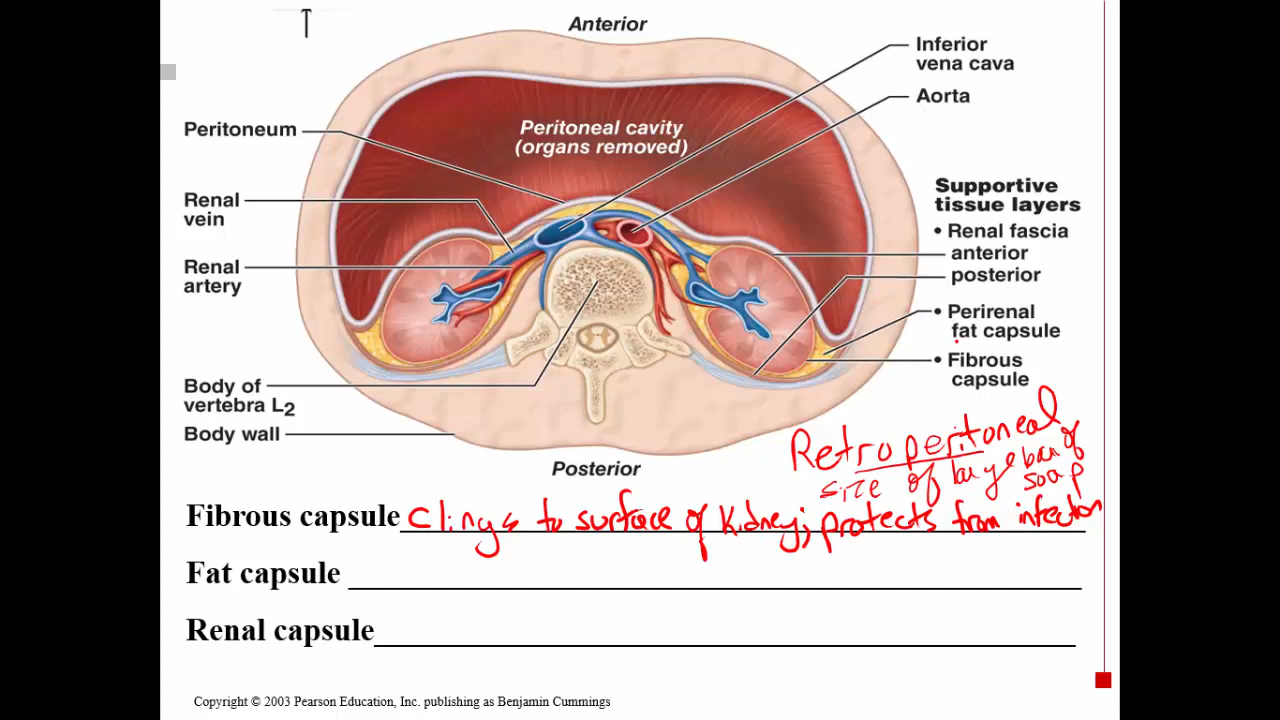 Anterior
Inferior
vena cava
Aorta
Peritoneum
Peritoneal cavity
(organs removed)
Renal
vein
Supportive
tissue layers
• Renal fascia
anterior
posterior
Renal
artery
• Perirenal
fat capsule
• Fibrous
capsule
Body of
vertebra L2
Body wall
Posterior
Retroperitoneal
size of large bar of
soap
Fibrous capsule Clings to surface of kidney; protects from infection
Fat capsule
Renal capsule
Copyright © 2003 Pearson Education, Inc. publishing as Benjamin Cummings